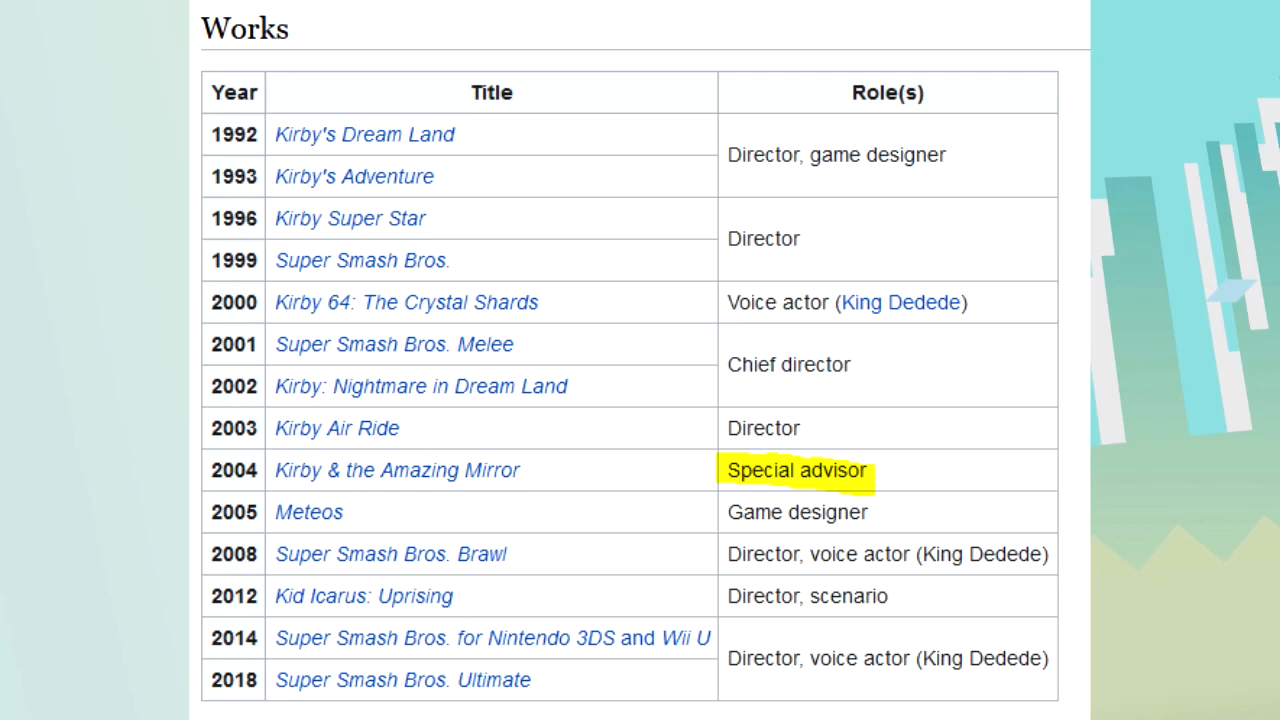 Works
Year Title Role(s)
1992 Kirby's Dream Land
Director, game designer
1993 Kirby's Adventure
1996 Kirby Super Star
Director
1999 Super Smash Bros.
2000 Kirby 64: The Crystal Shards Voice actor (King Dedede)
2001 Super Smash Bros. Melee
Chief director
2002 Kirby: Nightmare in Dream Land
2003 Kirby Air Ride Director
2004 Kirby & the Amazing Mirror Special advisor
2005 Meteos Game designer
2008 Super Smash Bros. Brawl Director, voice actor (King Dedede)
2012 Kid Icarus: Uprising Director, scenario
2014 Super Smash Bros. for Nintendo 3DS and Wii U
Director, voice actor (King Dedede)
2018 Super Smash Bros. Ultimate